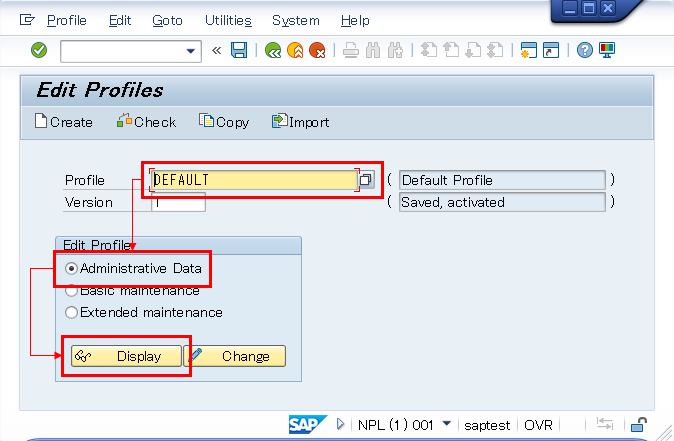 Profile Edit Goto Utilities System Help
«
Edit Profiles
Create Check Copy Import
Profile DEFAULT ( Default Profile )
Version 1 ( Saved, activated )
Edit Profile
Administrative Data
Basic maintenance
Extended maintenance
Display Change
SAP NPL (1) 001 saptest OVR